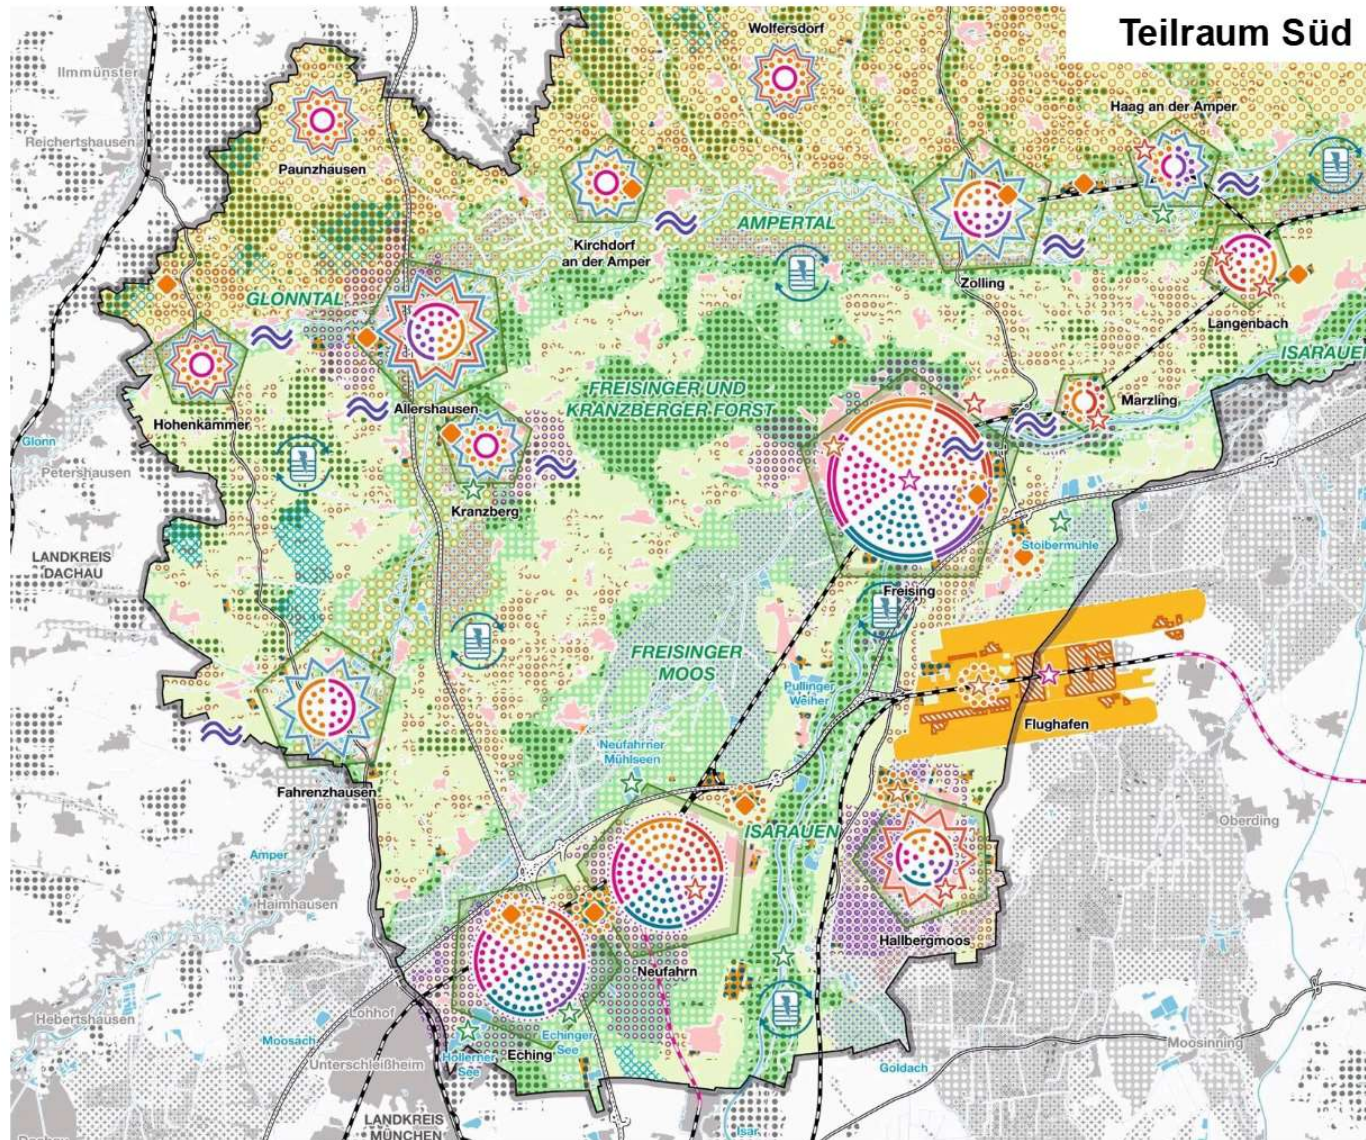 Teilraum Süd
Wolfersdorf
Ilmmünster
Haag an der Amper
Reichertshausen
Paunzhausen
AMPERTAL
Kirchdorf
an der Amper
Zolling
GLONNTAL
Langenbach
ISARAUEN
FREISINGER UND
KRANZBERGER FORST
Marzling
Allershausen
Hohenkammer
Glonn
Petershausen
Kranzberg
LANDKREIS
DACHAU
Stoibermühle
Freising
FREISINGER
MOOS
Pullinger
Weiher
Flughafen
Neufahrner
Mühlseen
Fahrenzhausen
ISARAUEN
Oberding
Amper
Haimhausen
Hallbergmoos
Neufahrn
Hebertshausen
Lohhof
Moosach
Echinger
See
Eching
Hollerner
See
Unterschleißheim
Goldach
Moosinning
LANDKREIS
MÜNCHEN
Isar